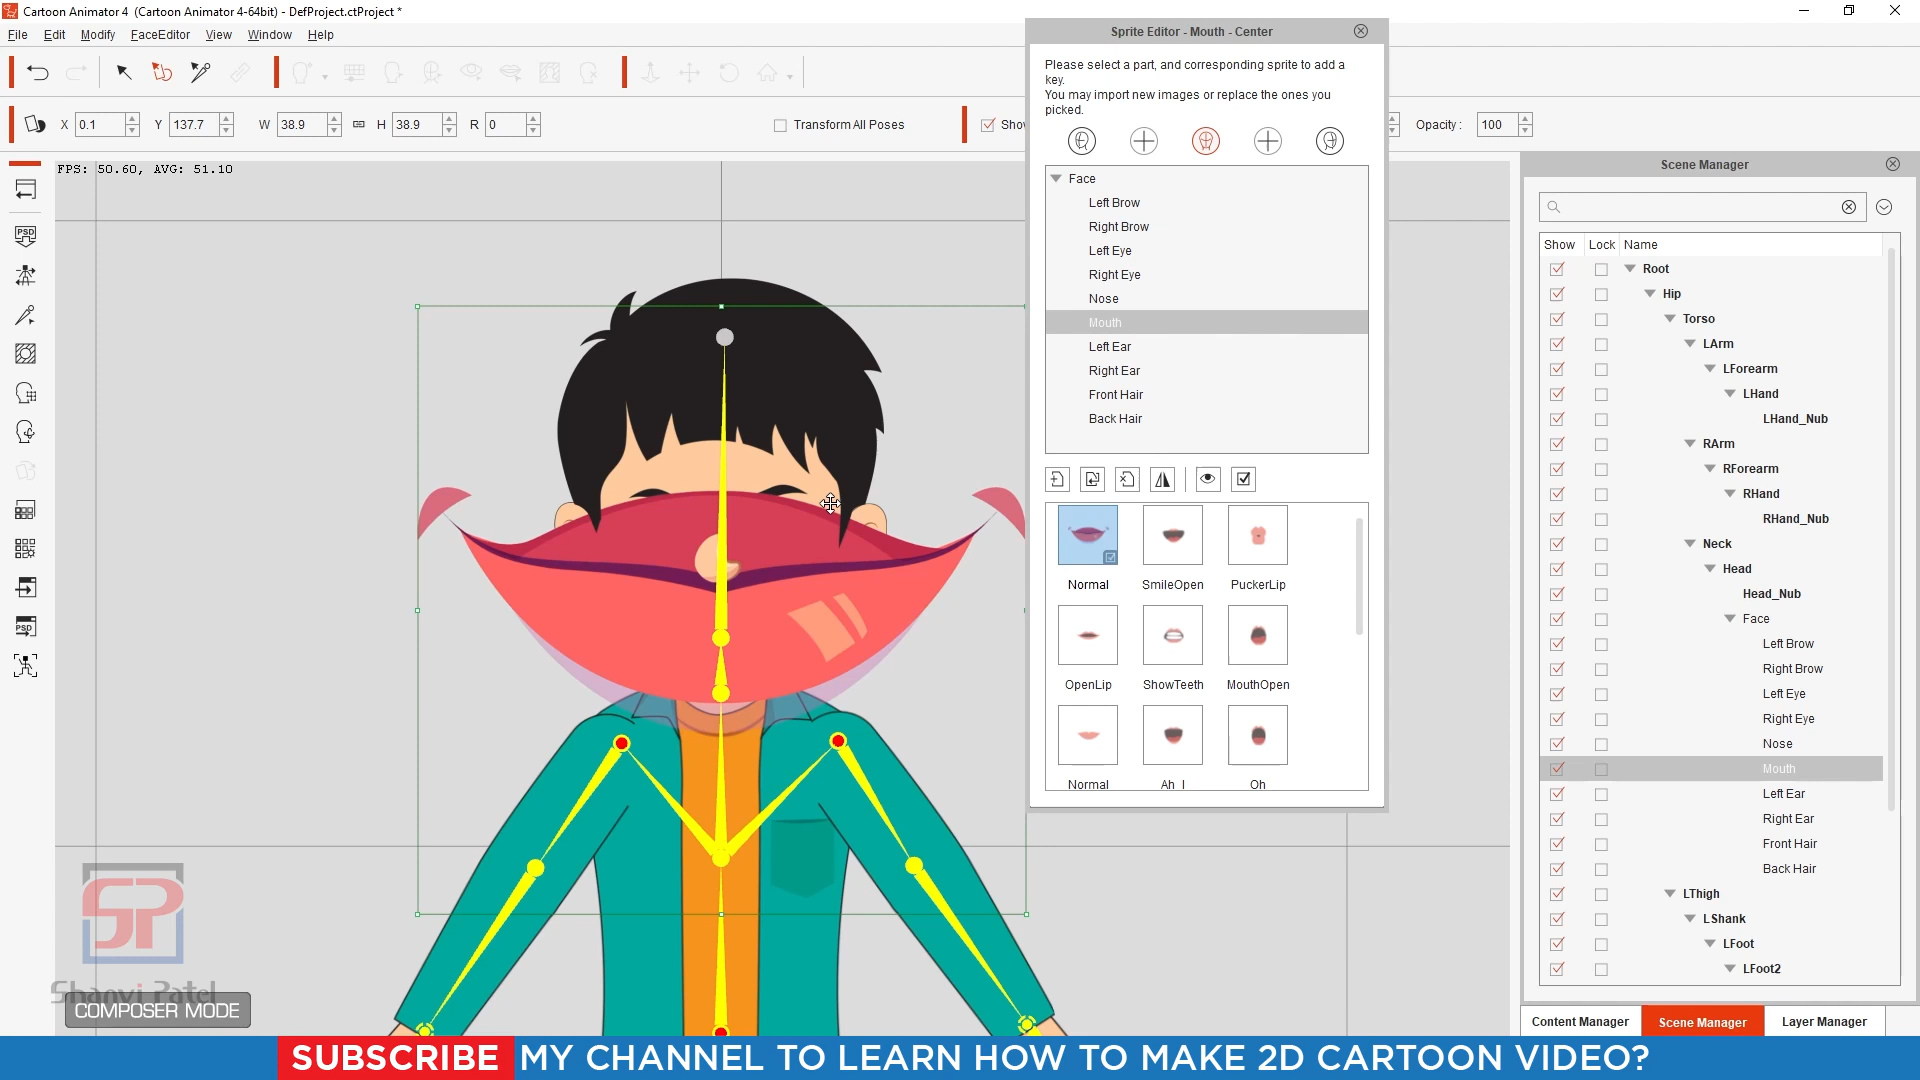 Cartoon Animator 4 (Cartoon Animator 4-64bit) - DefProject.ctProject *
File Edit Modify FaceEditor View Window Help
X 0.1 Y 137.7 W 38.9 H 38.9 R 0 Transform All Poses Show Opacity : 100
FPS: 50.60, AVG: 51.10
PSD
PSD
Sprite Editor - Mouth - Center
Please select a part, and corresponding sprite to add a
key.
You may import new images or replace the ones you
picked.
Face
Left Brow
Right Brow
Left Eye
Right Eye
Nose
Mouth
Left Ear
Right Ear
Front Hair
Back Hair
Normal SmileOpen PuckerLip
OpenLip ShowTeeth MouthOpen
Normal Ah_I Oh
Scene Manager
Show Lock Name
Root
Hip
Torso
LArm
LForearm
LHand
LHand_Nub
RArm
RForearm
RHand
RHand_Nub
Neck
Head
Head_Nub
Face
Left Brow
Right Brow
Left Eye
Right Eye
Nose
Mouth
Left Ear
Right Ear
Front Hair
Back Hair
LThigh
LShank
LFoot
LFoot2
Content Manager Scene Manager Layer Manager
SP
Shanvi Patel
COMPOSER MODE
SUBSCRIBE MY CHANNEL TO LEARN HOW TO MAKE 2D CARTOON VIDEO?